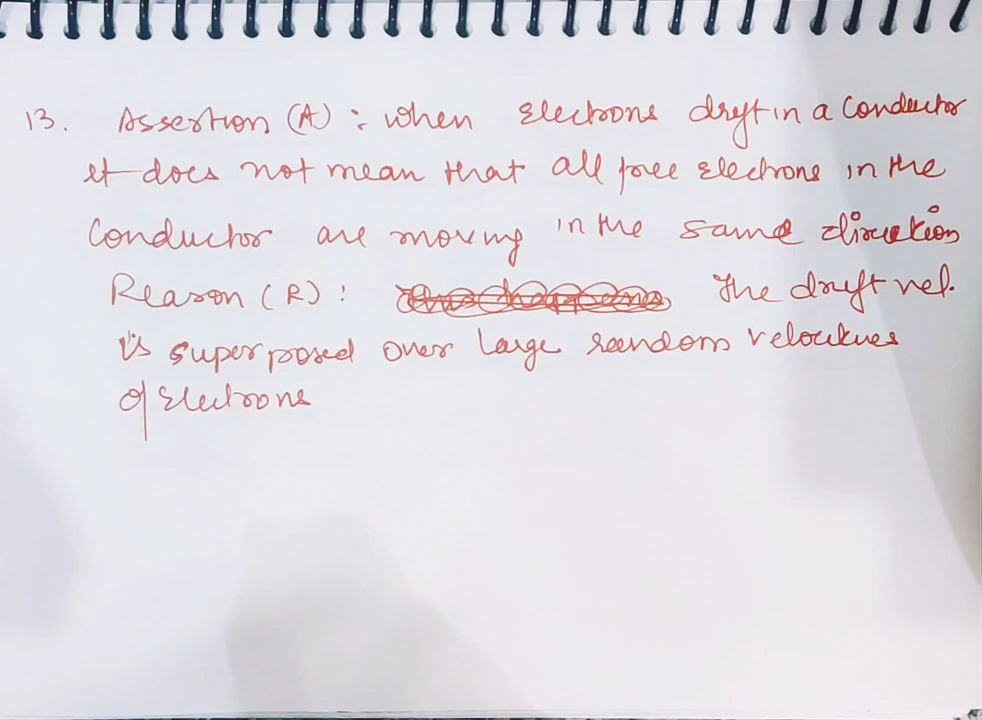 13. Assertion (A) : when Electrons drift in a Conductor
it does not mean that all free Electrons in the
Conductor are moving in the same direction
Reason (R) : The drift vel.
is superposed over large random velocities
of Electrons